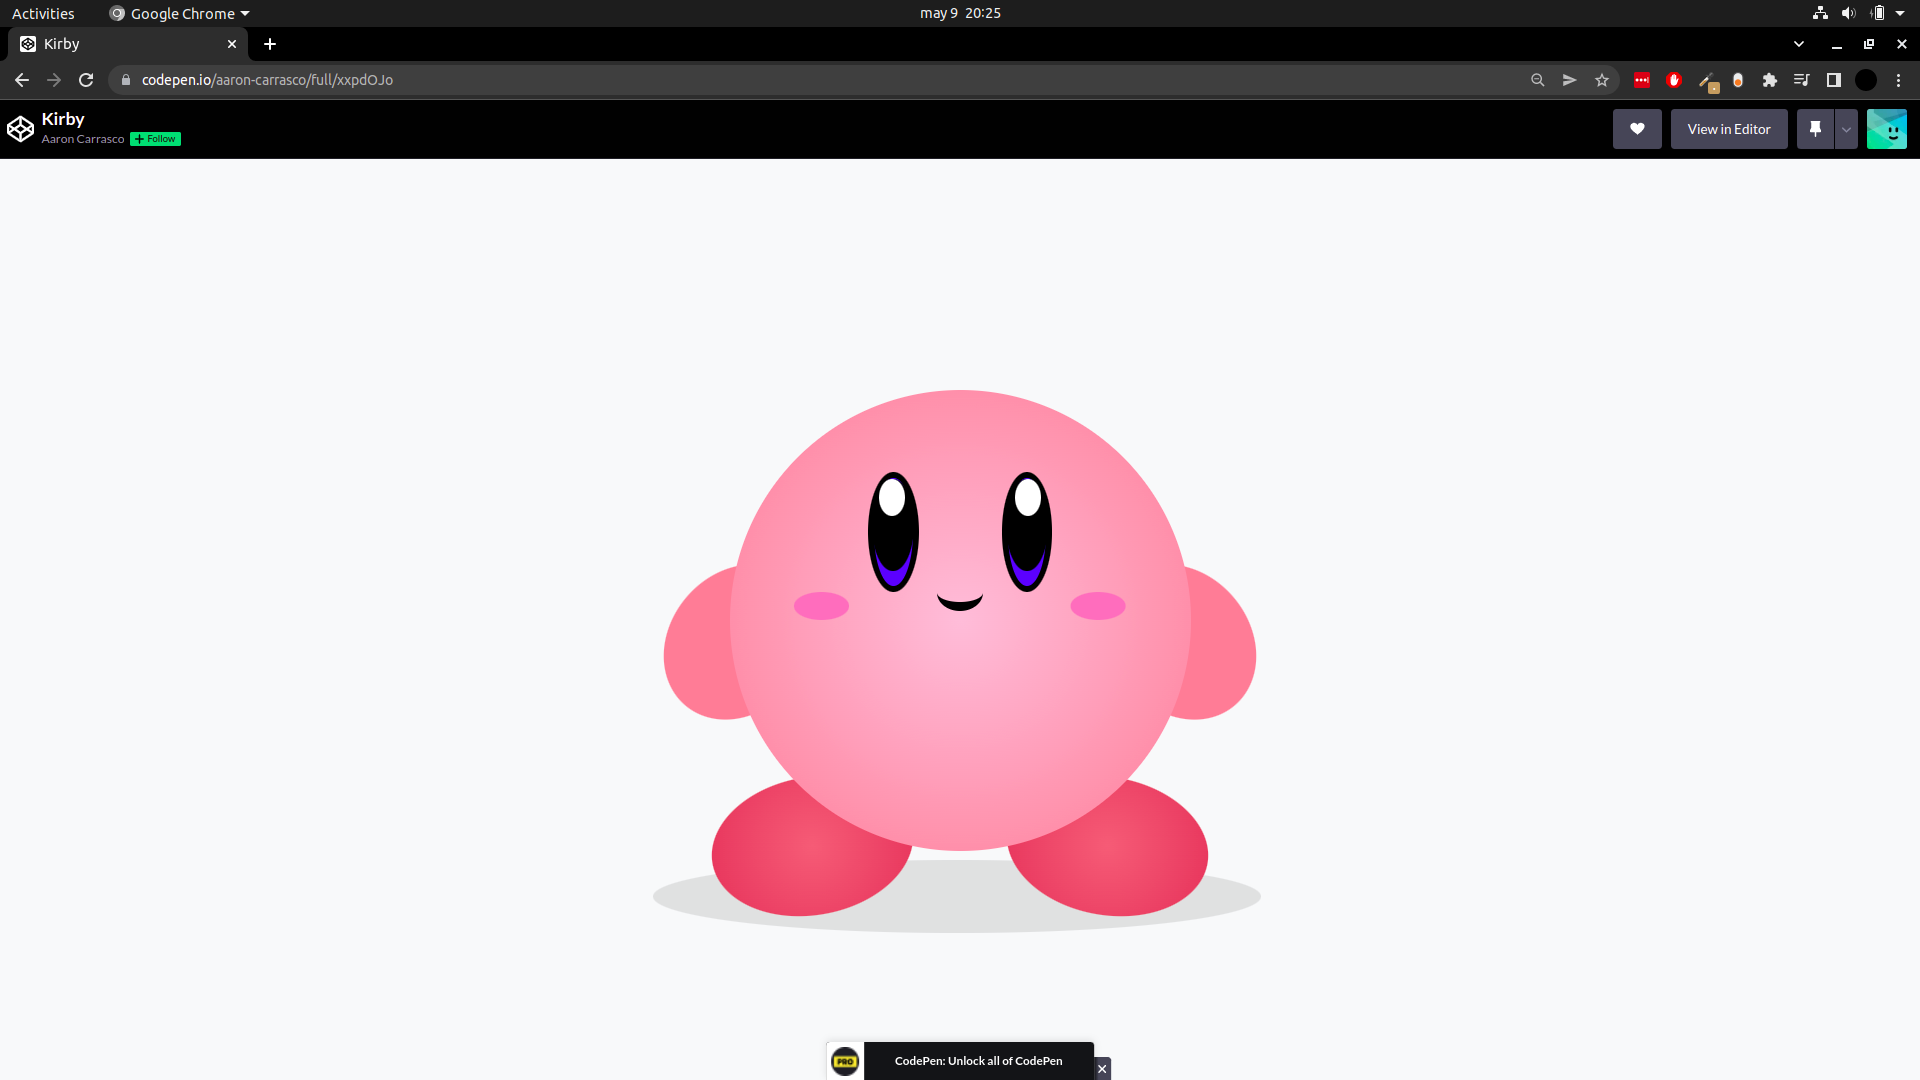 Activities
Google Chrome
may 9 20:25
Kirby
codepen.io/aaron-carrasco/full/xxpdOJo
Kirby
Aaron Carrasco
+ Follow
View in Editor
PRO
CodePen: Unlock all of CodePen